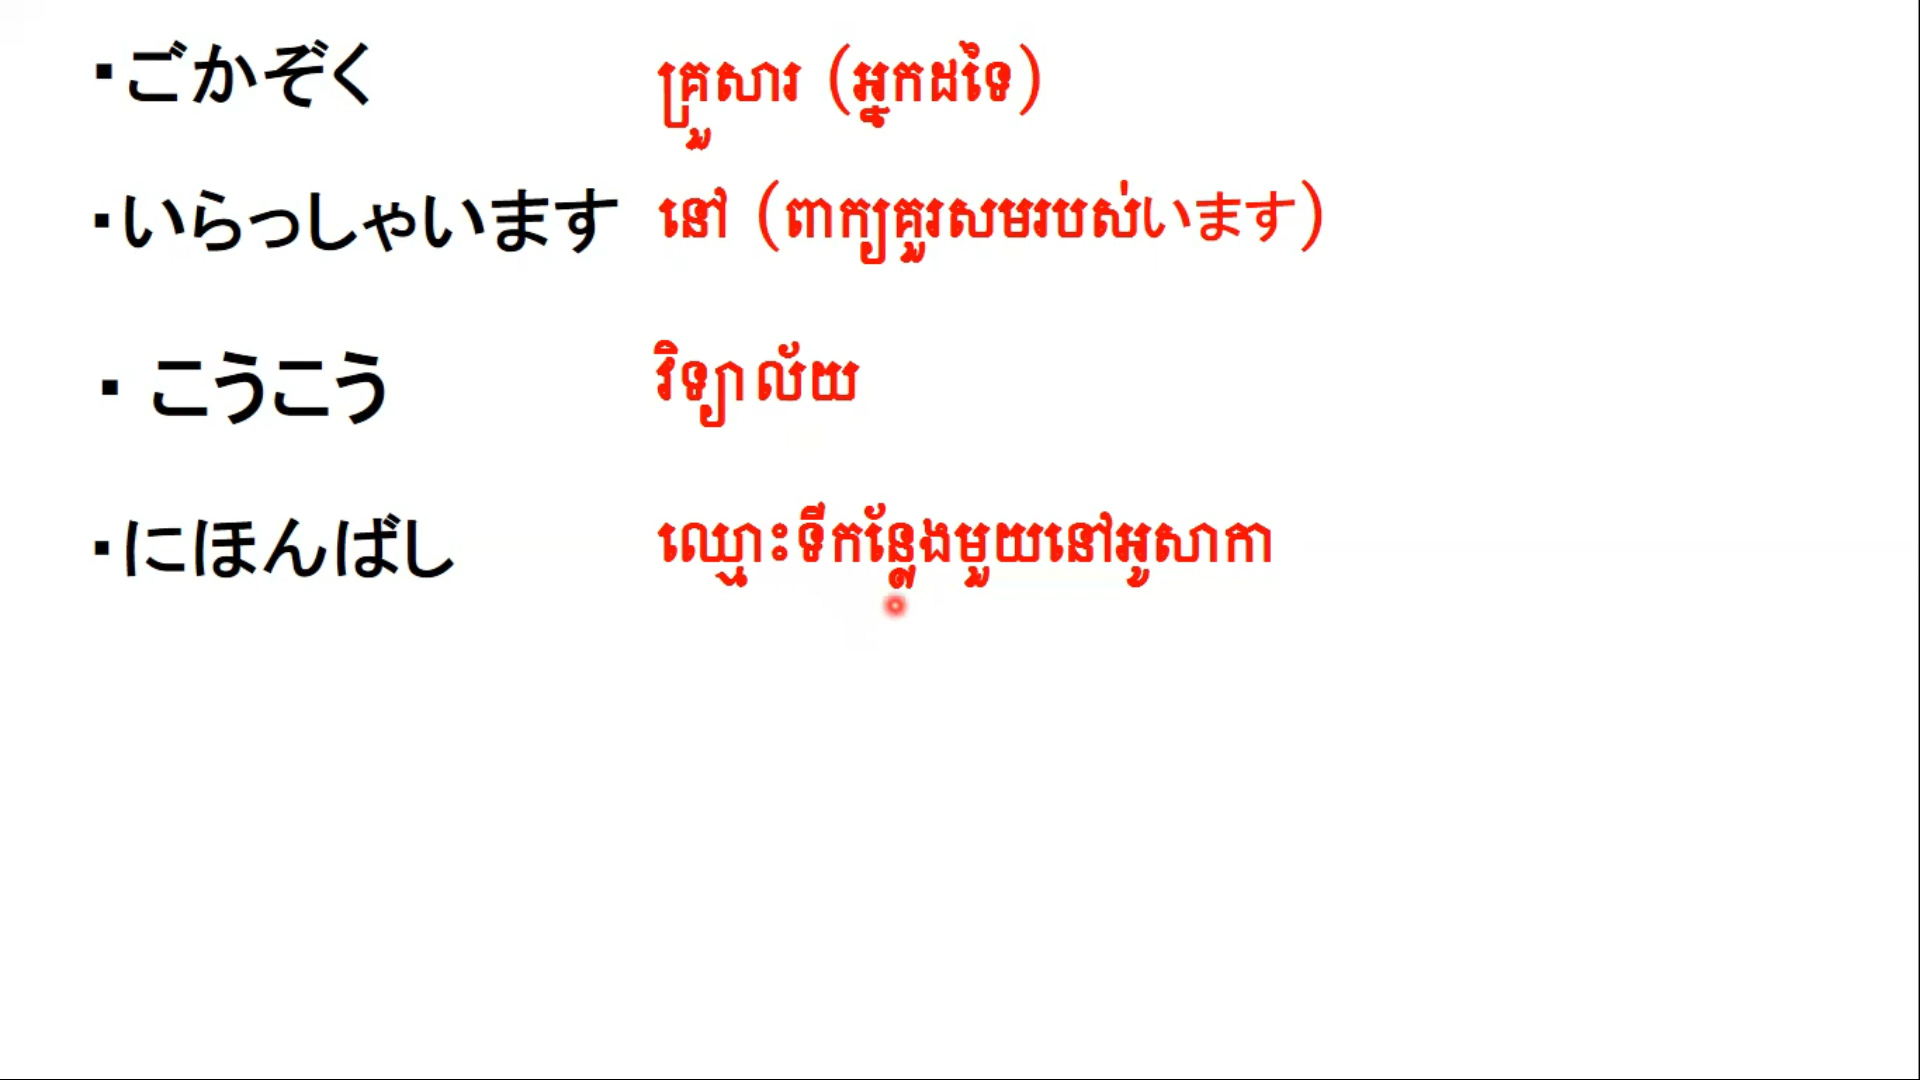 ▪ごかぞく គ្រួសារ (អ្នកដទៃ)
▪いらっしゃいます នៅ (ពាក្យគួរសមរបស់います)
▪ こうこう វិទ្យាល័យ
▪にほんばし ឈ្មោះទីកន្លែងមួយនៅអូសាកា